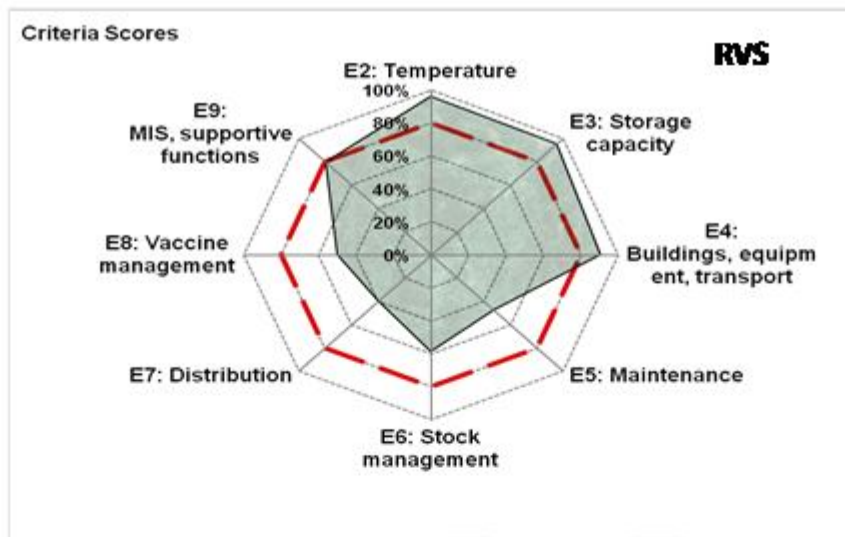 Criteria Scores
RVS
E2: Temperature
100%
80%
60%
40%
20%
0%
E3: Storage
capacity
E4:
Buildings, equipm
ent, transport
E5: Maintenance
E6: Stock
management
E7: Distribution
E8: Vaccine
management
E9:
MIS, supportive
functions